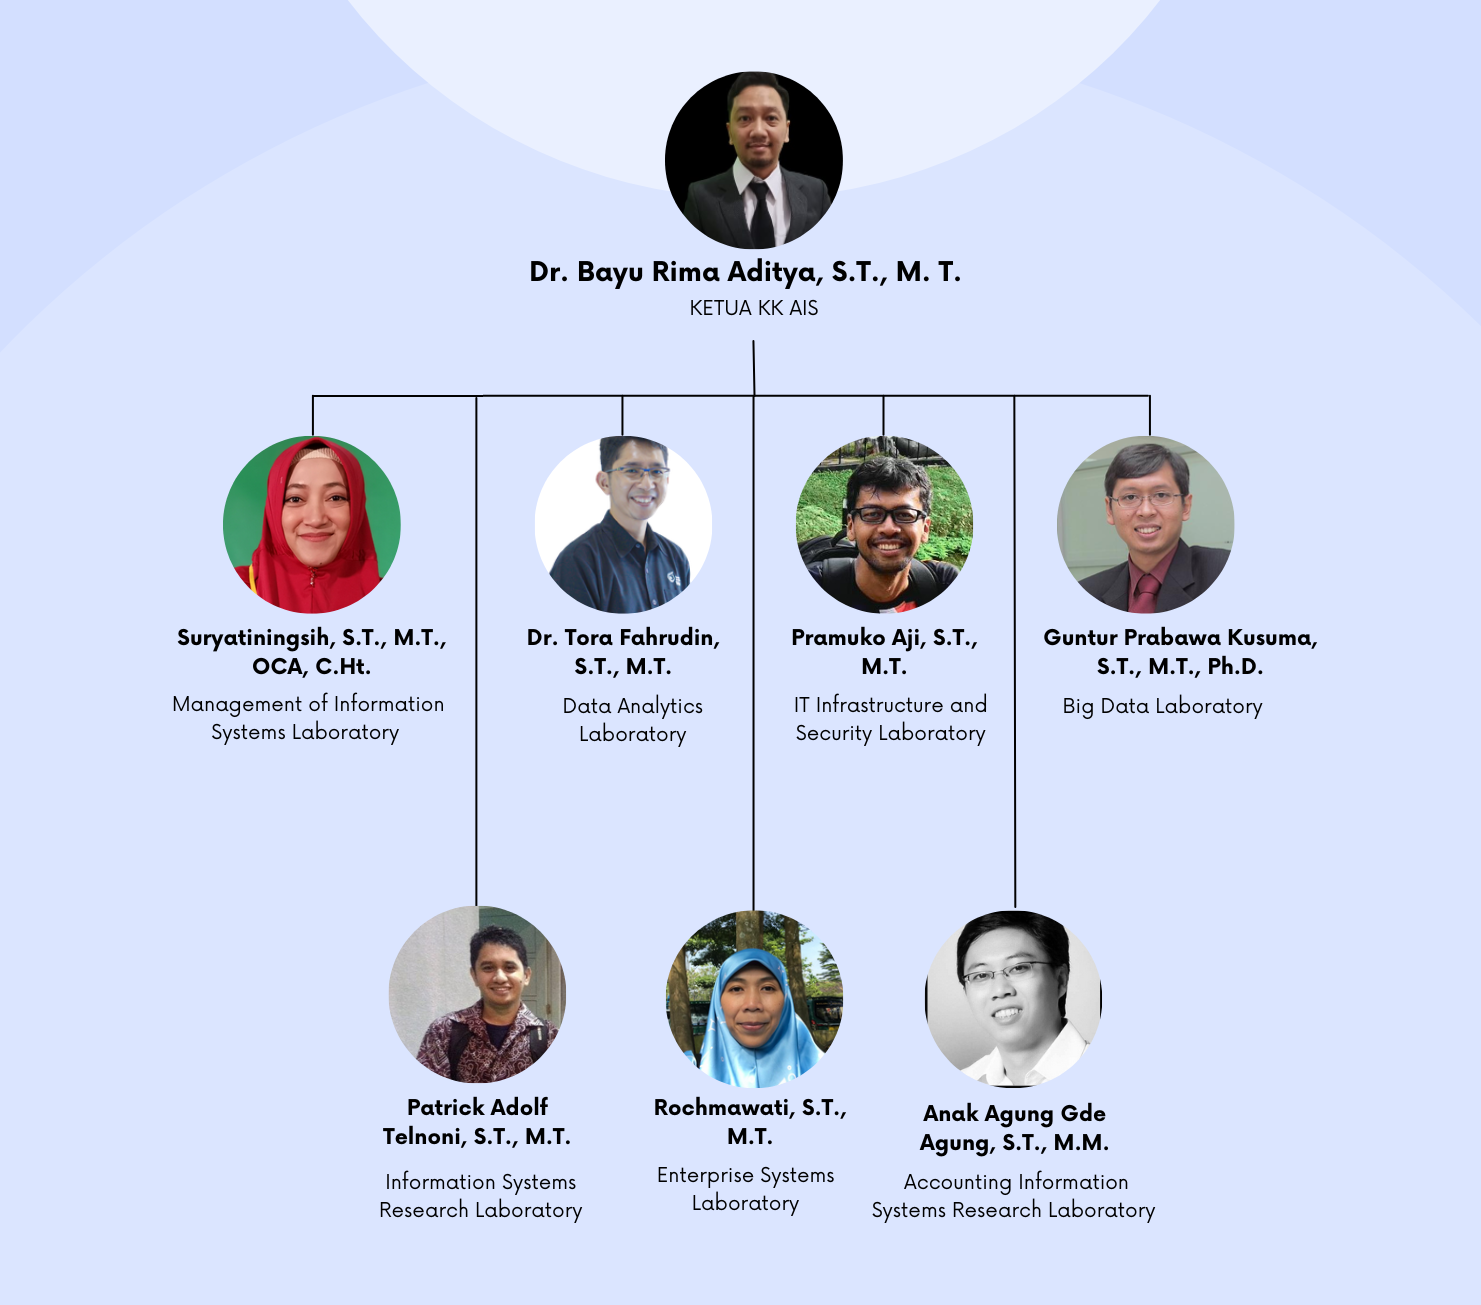 Dr. Bayu Rima Aditya, S.T., M. T.
KETUA KK AIS
Suryatiningsih, S.T., M.T.,
OCA, C.Ht.
Management of Information
Systems Laboratory
Dr. Tora Fahrudin,
S.T., M.T.
Data Analytics
Laboratory
Pramuko Aji, S.T.,
M.T.
IT Infrastructure and
Security Laboratory
Guntur Prabawa Kusuma,
S.T., M.T., Ph.D.
Big Data Laboratory
Patrick Adolf
Telnoni, S.T., M.T.
Information Systems
Research Laboratory
Rochmawati, S.T.,
M.T.
Enterprise Systems
Laboratory
Anak Agung Gde
Agung, S.T., M.M.
Accounting Information
Systems Research Laboratory